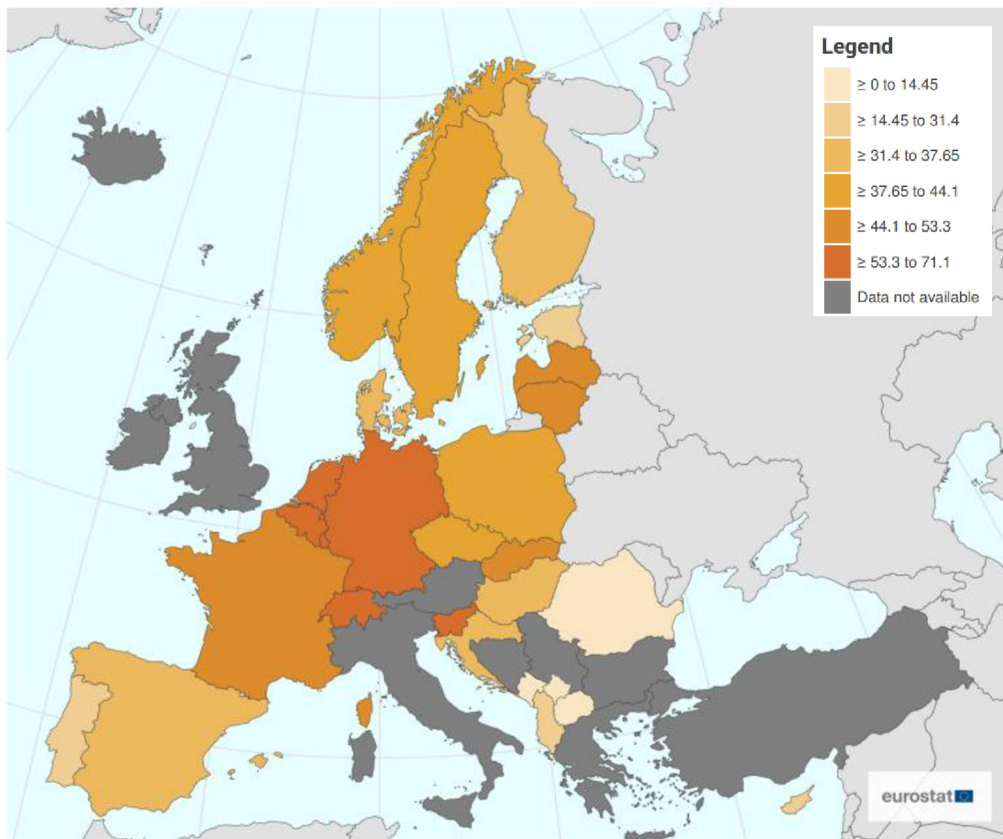 Legend
≥ 0 to 14.45
≥ 14.45 to 31.4
≥ 31.4 to 37.65
≥ 37.65 to 44.1
≥ 44.1 to 53.3
≥ 53.3 to 71.1
Data not available
eurostat